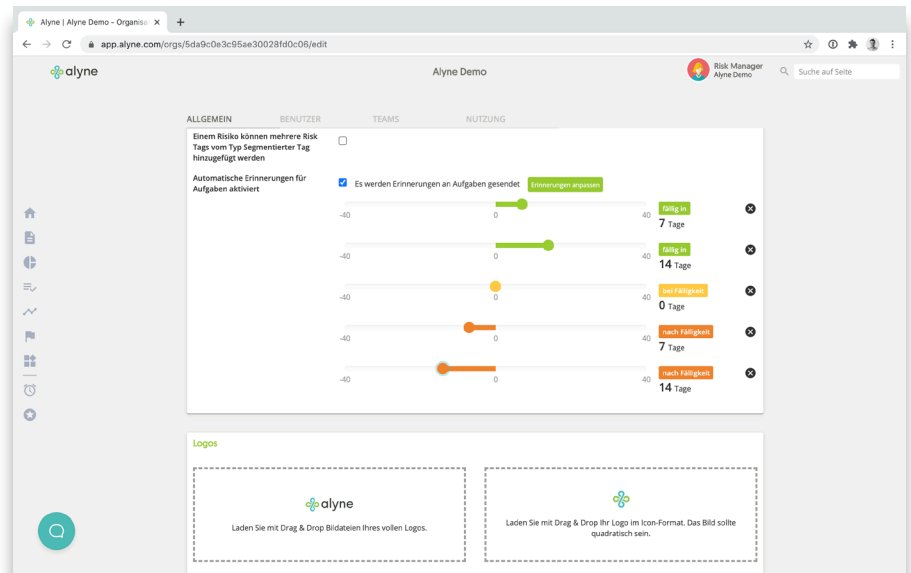 Alyne | Alyne Demo - Organisat
app.alyne.com/orgs/5da9c0e3c95ae30028fd0c06/edit
alyne
Alyne Demo
Risk Manager
Alyne Demo
Suche auf Seite
ALLGEMEIN BENUTZER TEAMS NUTZUNG
Einem Risiko können mehrere Risk
Tags vom Typ Segmentierter Tag
hinzugefügt werden
Automatische Erinnerungen für
Aufgaben aktiviert
Es werden Erinnerungen an Aufgaben gesendet Erinnerungen anpassen
-40 0 40
fällig in
7 Tage
-40 0 40
fällig in
14 Tage
-40 0 40
bei Fälligkeit
0 Tage
-40 0 40
nach Fälligkeit
7 Tage
-40 0 40
nach Fälligkeit
14 Tage
Logos
alyne
Laden Sie mit Drag & Drop Bildateien Ihres vollen Logos.
Laden Sie mit Drag & Drop Ihr Logo im Icon-Format. Das Bild sollte
quadratisch sein.